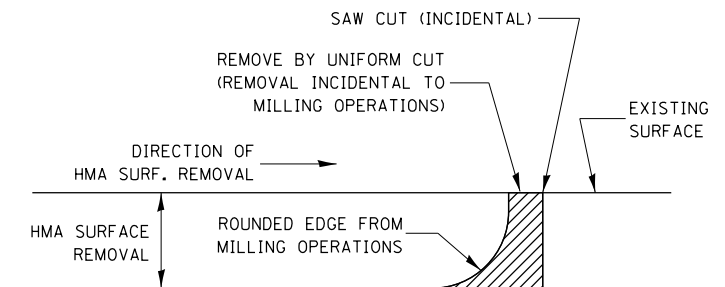 SAW CUT (INCIDENTAL)
REMOVE BY UNIFORM CUT
(REMOVAL INCIDENTAL TO
MILLING OPERATIONS)
EXISTING
SURFACE
DIRECTION OF
HMA SURF. REMOVAL
HMA SURFACE
REMOVAL
ROUNDED EDGE FROM
MILLING OPERATIONS